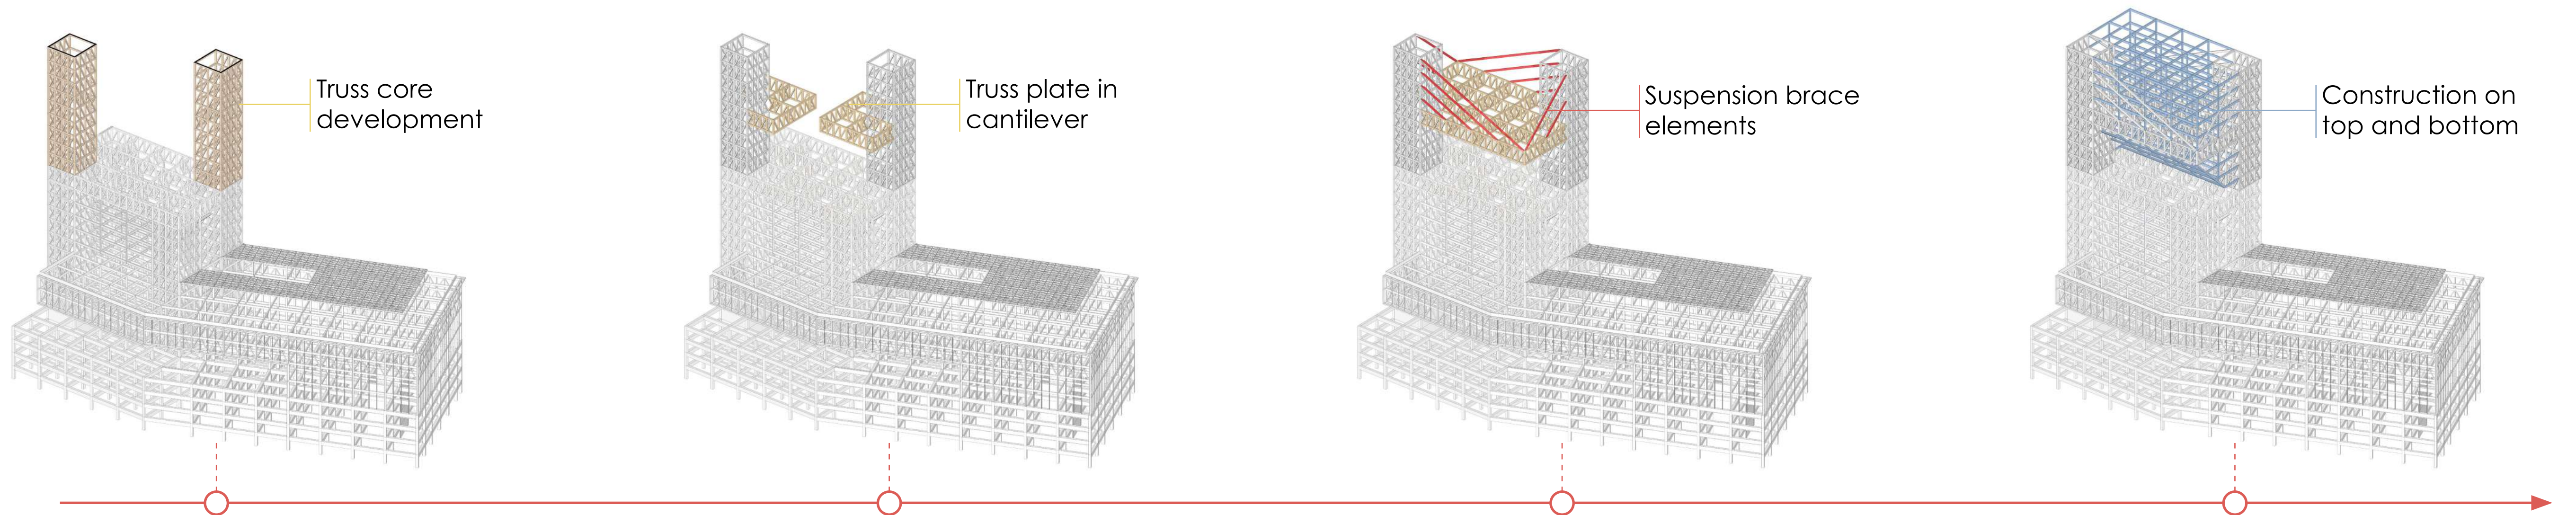 Truss core
development
Truss plate in
cantilever
Suspension brace
elements
Construction on
top and bottom